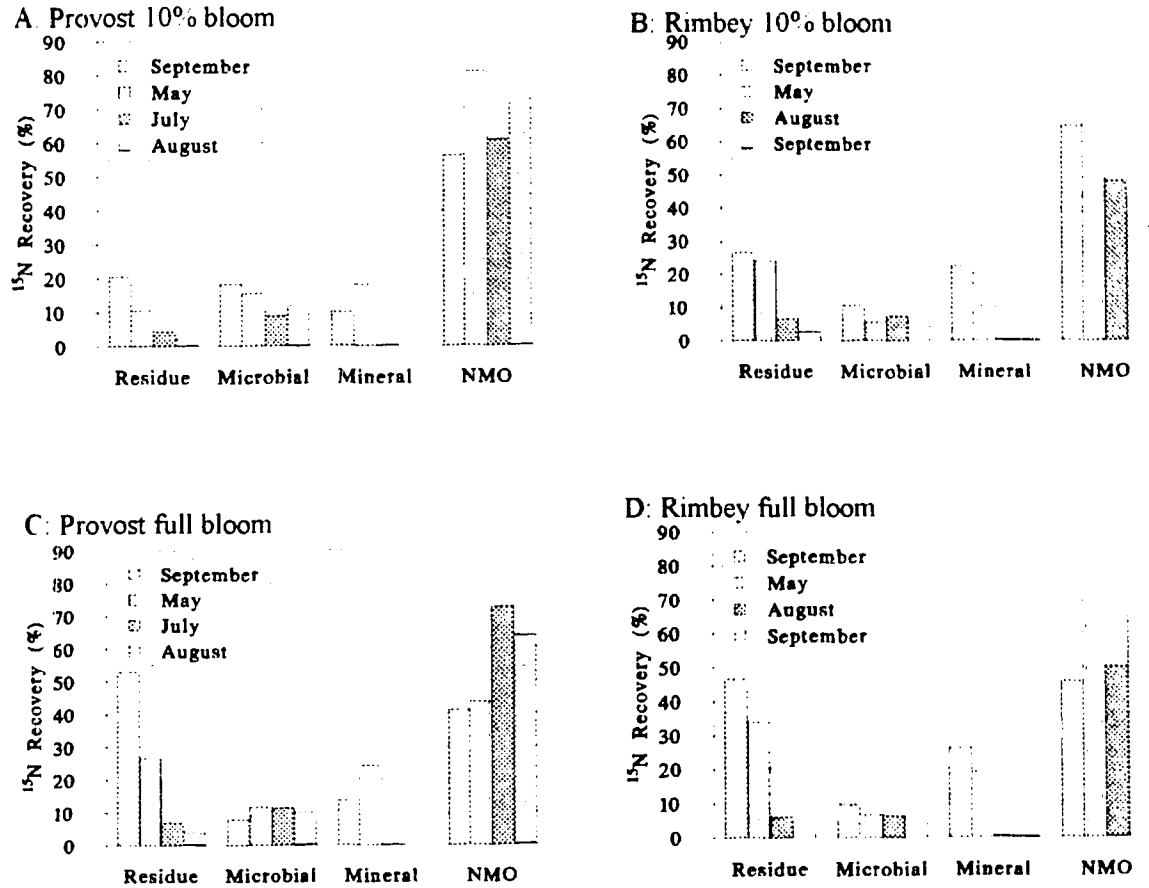 A. Provost 10% bloom
90
80
70
60
50
40
30
20
10
0
¹⁵N Recovery (%)
September
May
July
August
Residue Microbial Mineral NMO
B: Rimbey 10% bloom
90
80
70
60
50
40
30
20
10
0
¹⁵N Recovery (%)
September
May
August
September
Residue Microbial Mineral NMO
C: Provost full bloom
90
80
70
60
50
40
30
20
10
0
¹⁵N Recovery (%)
September
May
July
August
Residue Microbial Mineral NMO
D: Rimbey full bloom
90
80
70
60
50
40
30
20
10
0
¹⁵N Recovery (%)
September
May
August
September
Residue Microbial Mineral NMO